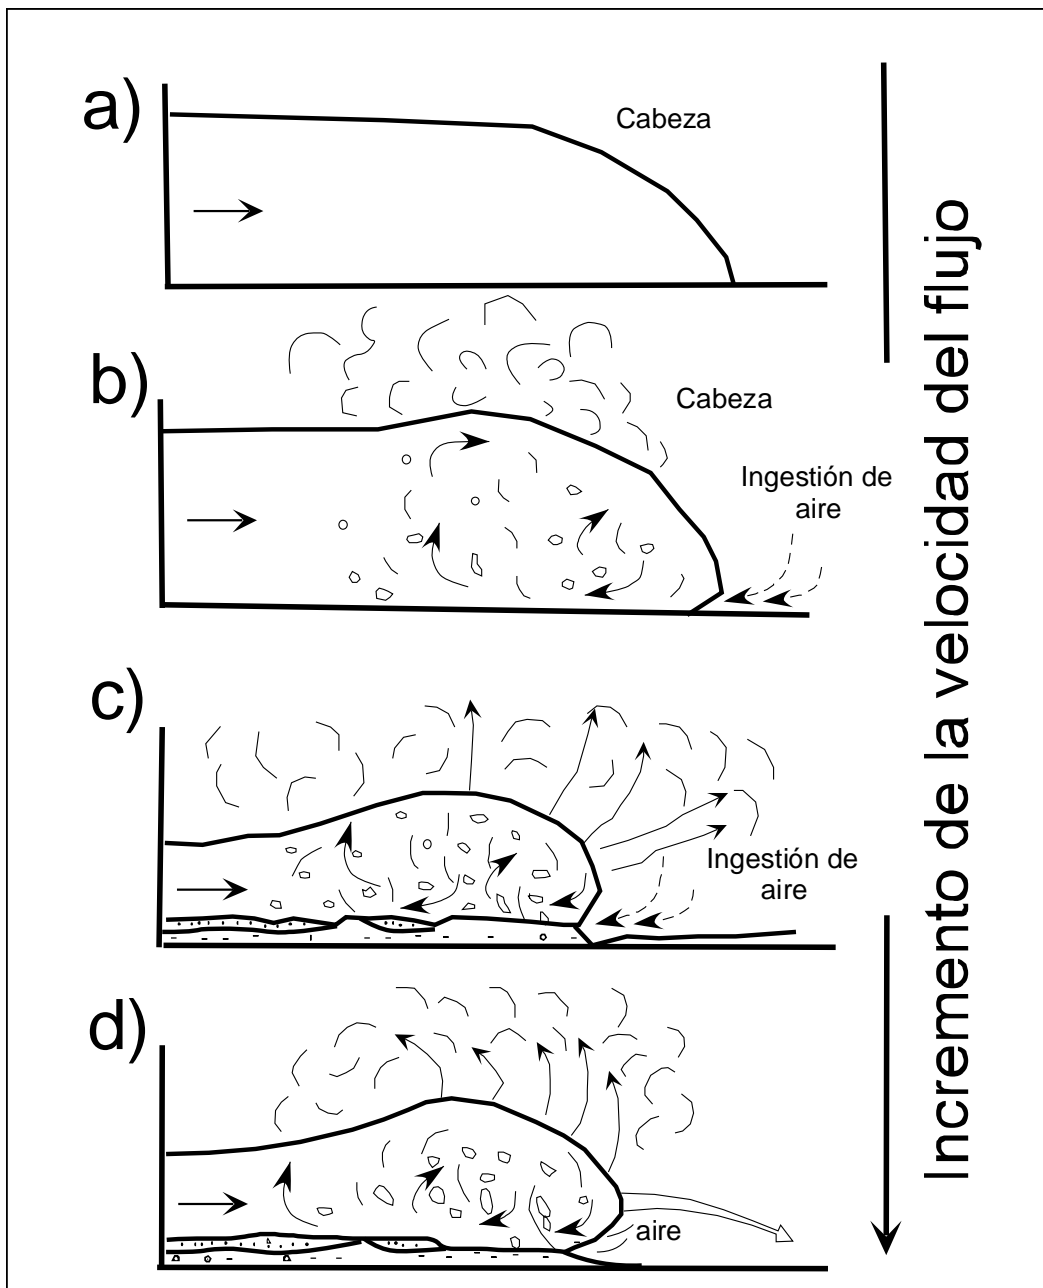 a)
Cabeza
b)
Cabeza
Ingestión de
aire
c)
Ingestión de
aire
d)
aire
Incremento de la velocidad del flujo